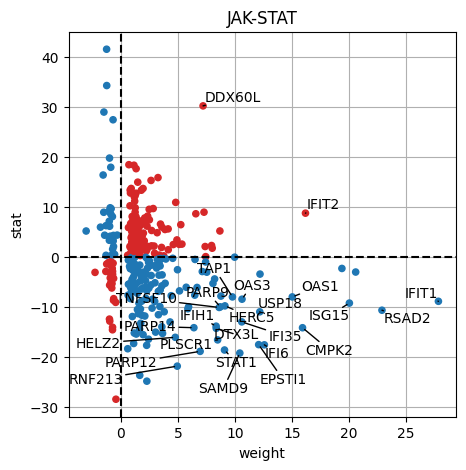 JAK-STAT
DDX60L
IFIT2
TAP1
OAS3
OAS1
IFIT1
PARP9
TNFSF10
USP18
ISG15
RSAD2
IFIH1
HERC5
PARP14
DTX3L
IFI35
HELZ2
PLSCR1
IFI6
CMPK2
PARP12
STAT1
RNF213
EPSTI1
SAMD9
40
30
20
10
0
−10
−20
−30
0
5
10
15
20
25
stat
weight